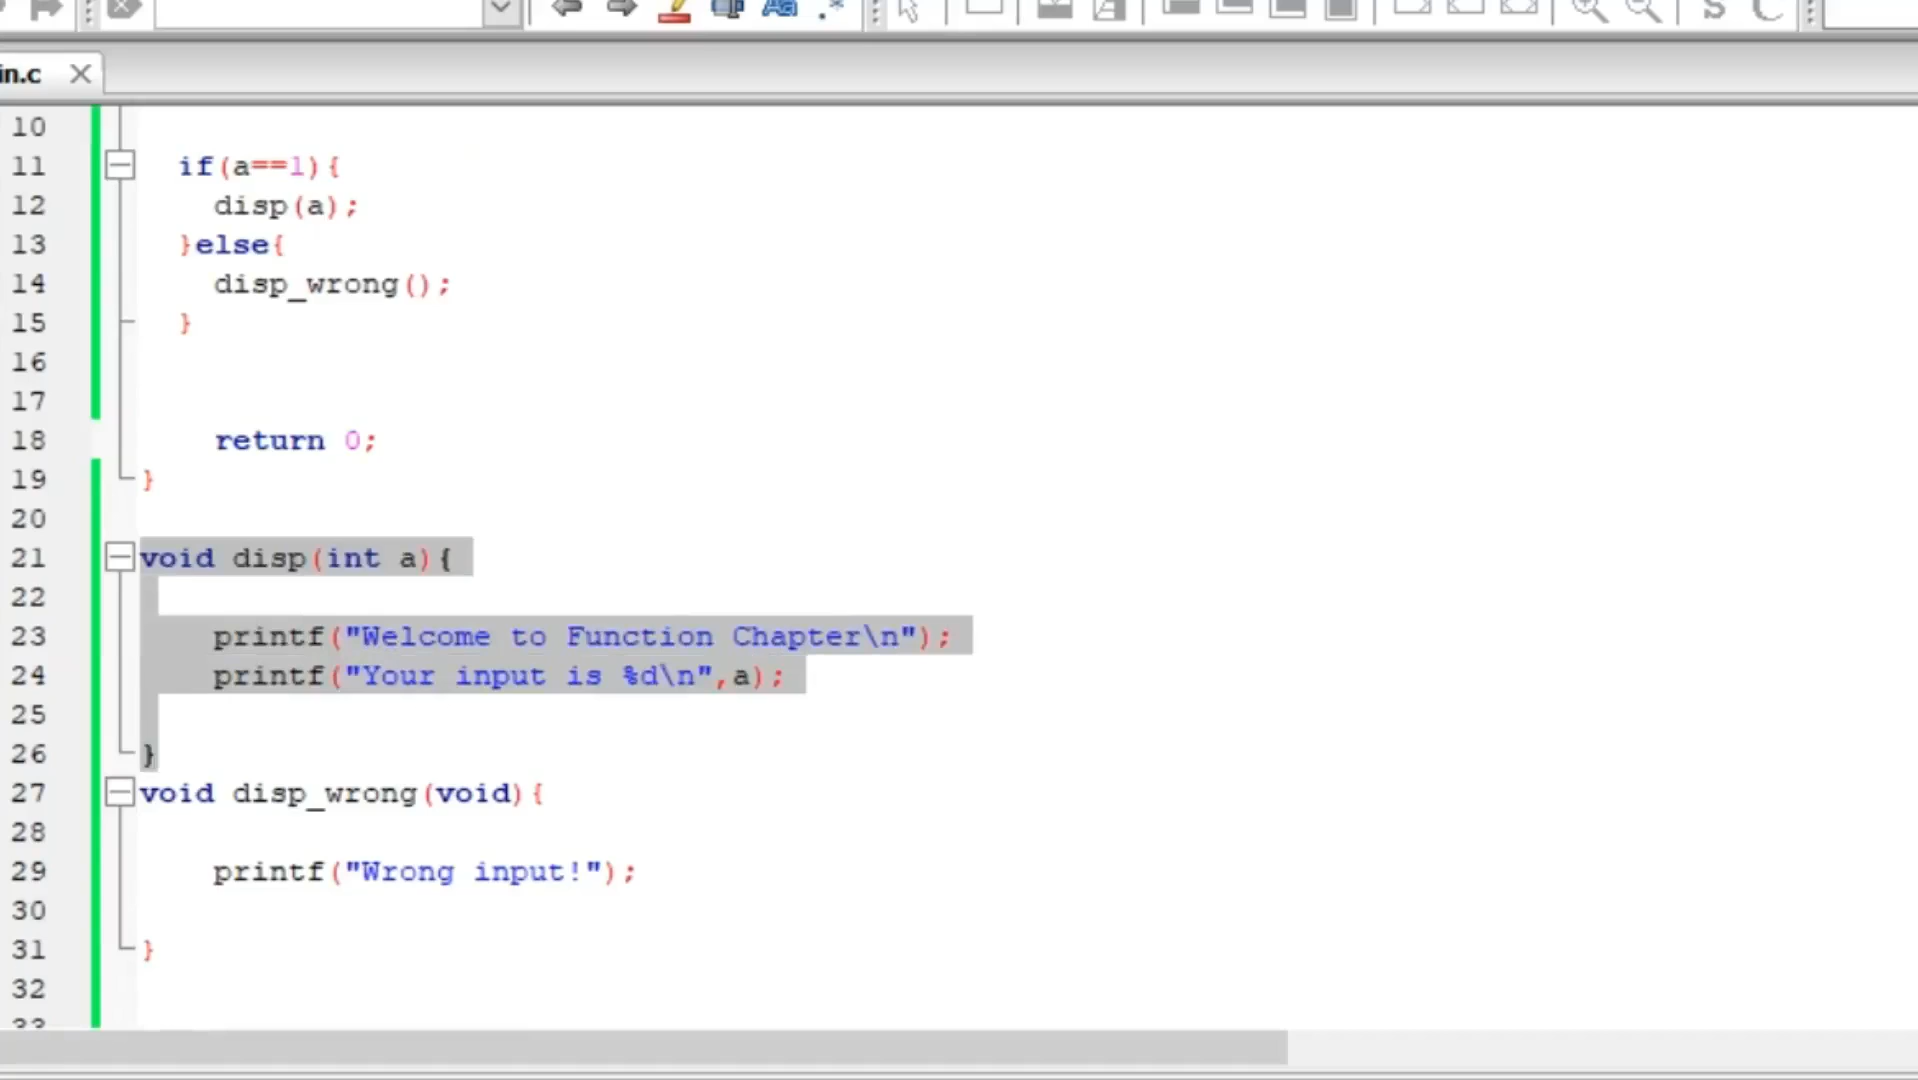 in.c
10
11 if(a==1){
12 disp(a);
13 }else{
14 disp_wrong();
15 }
16
17
18 return 0;
19 }
20
21 void disp(int a){
22
23 printf("Welcome to Function Chapter\n");
24 printf("Your input is %d\n",a);
25
26 }
27 void disp_wrong(void){
28
29 printf("Wrong input!");
30
31 }
32
33